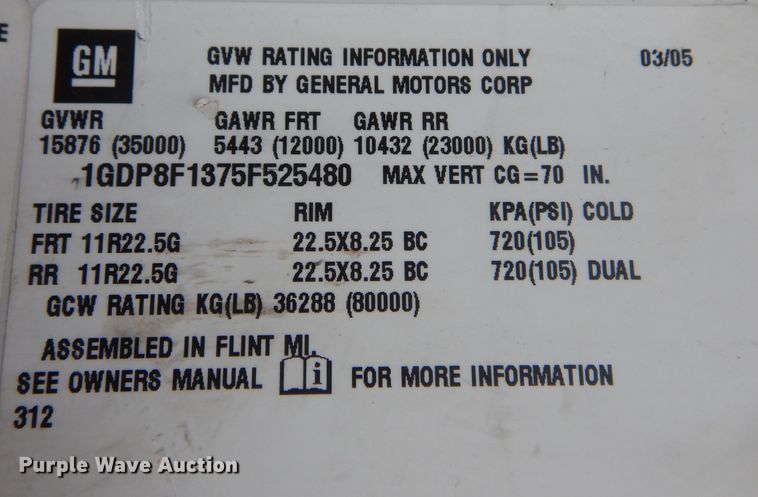 E
GM
GVW RATING INFORMATION ONLY 03/05
MFD BY GENERAL MOTORS CORP
GVWR GAWR FRT GAWR RR
15876 (35000) 5443 (12000) 10432 (23000) KG(LB)
1GDP8F1375F525480 MAX VERT CG=70 IN.
TIRE SIZE RIM KPA(PSI) COLD
FRT 11R22.5G 22.5X8.25 BC 720(105)
RR 11R22.5G 22.5X8.25 BC 720(105) DUAL
GCW RATING KG(LB) 36288 (80000)
ASSEMBLED IN FLINT MI.
SEE OWNERS MANUAL i FOR MORE INFORMATION
312
Purple Wave Auction